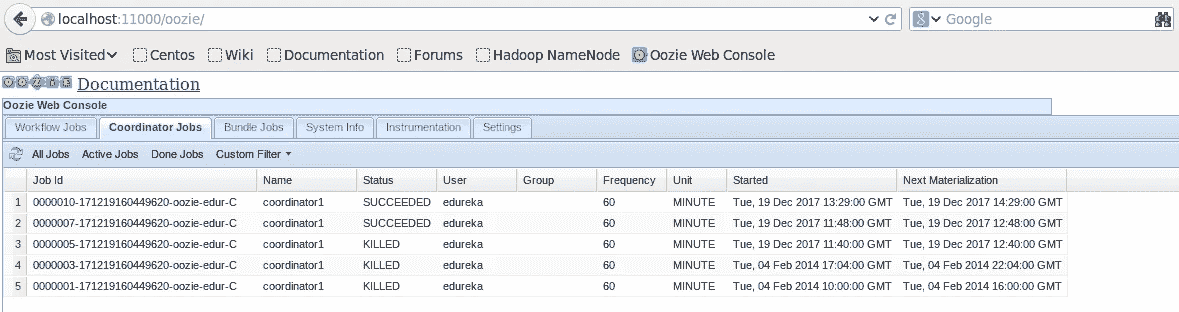 localhost:11000/oozie/ Google
Most Visited Centos Wiki Documentation Forums Hadoop NameNode Oozie Web Console
Documentation
Oozie Web Console
Workflow Jobs Coordinator Jobs Bundle Jobs System Info Instrumentation Settings
All Jobs Active Jobs Done Jobs Custom Filter
Job Id Name Status User Group Frequency Unit Started Next Materialization
1 0000010-171219160449620-oozie-edur-C coordinator1 SUCCEEDED edureka 60 MINUTE Tue, 19 Dec 2017 13:29:00 GMT Tue, 19 Dec 2017 14:29:00 GMT
2 0000007-171219160449620-oozie-edur-C coordinator1 SUCCEEDED edureka 60 MINUTE Tue, 19 Dec 2017 11:48:00 GMT Tue, 19 Dec 2017 12:48:00 GMT
3 0000005-171219160449620-oozie-edur-C coordinator1 KILLED edureka 60 MINUTE Tue, 19 Dec 2017 11:40:00 GMT Tue, 19 Dec 2017 12:40:00 GMT
4 0000003-171219160449620-oozie-edur-C coordinator1 KILLED edureka 60 MINUTE Tue, 04 Feb 2014 17:04:00 GMT Tue, 04 Feb 2014 22:04:00 GMT
5 0000001-171219160449620-oozie-edur-C coordinator1 KILLED edureka 60 MINUTE Tue, 04 Feb 2014 10:00:00 GMT Tue, 04 Feb 2014 16:00:00 GMT